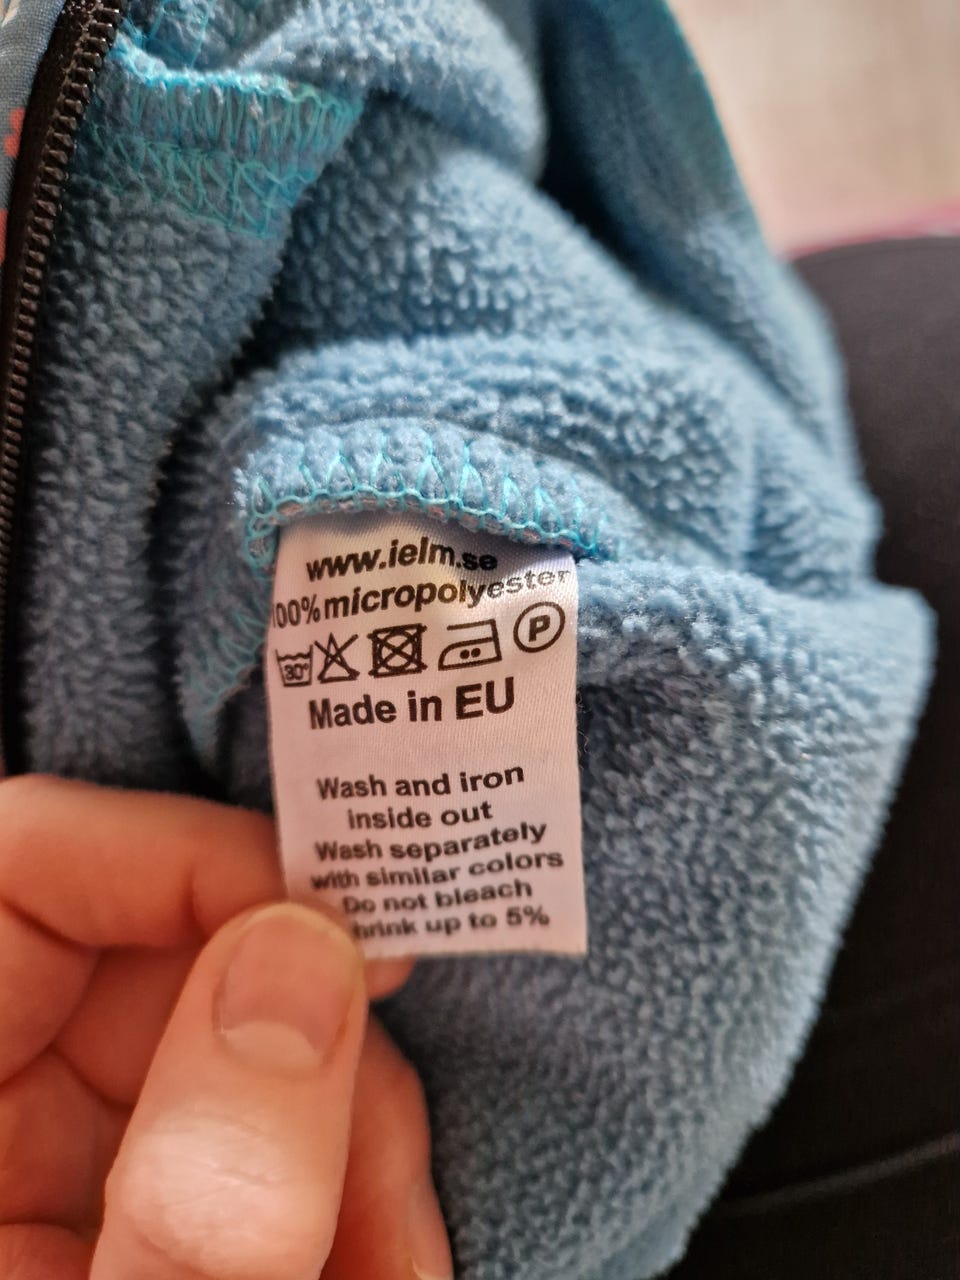 www.ielm.se
100% micropolyester
30° P
Made in EU
Wash and iron
inside out
Wash separately
with similar colors
Do not bleach
hrink up to 5%